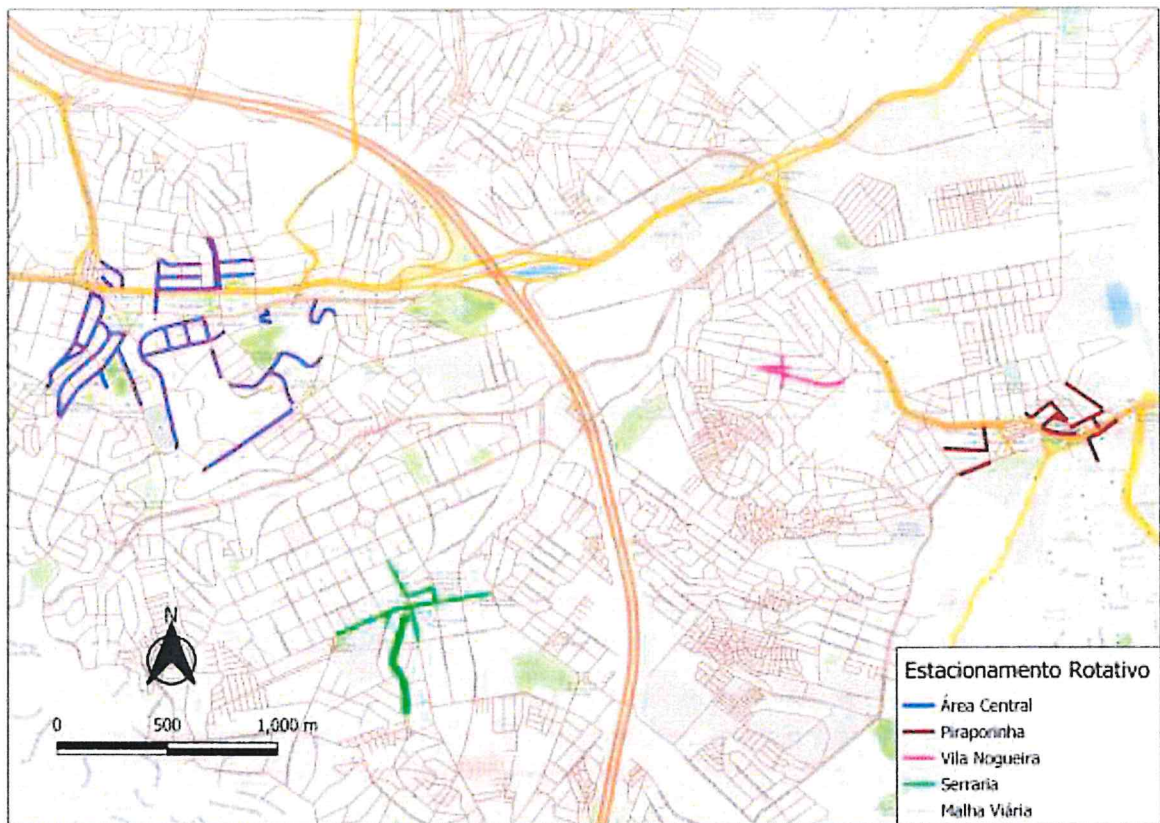 N
0 500 1,000 m
Estacionamento Rotativo
Área Central
Piraporinha
Vila Nogueira
Serraria
Malha Viária